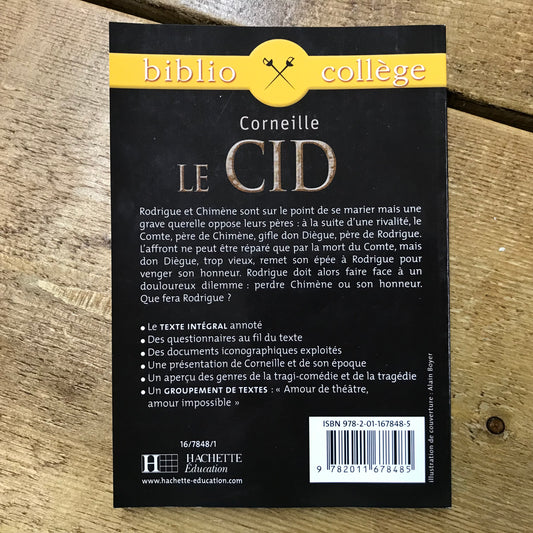 biblio collège
Corneille
LE CID
Rodrigue et Chimène sont sur le point de se marier mais une
grave querelle oppose leurs pères : à la suite d'une rivalité, le
Comte, père de Chimène, gifle don Diègue, père de Rodrigue.
L'affront ne peut être réparé que par la mort du Comte, mais
don Diègue, trop vieux, remet son épée à Rodrigue pour
venger son honneur. Rodrigue doit alors faire face à un
douloureux dilemme : perdre Chimène ou son honneur.
Que fera Rodrigue ?
• Le TEXTE INTÉGRAL annoté
• Des questionnaires au fil du texte
• Des documents iconographiques exploités
• Une présentation de Corneille et de son époque
• Un aperçu des genres de la tragi-comédie et de la tragédie
• Un GROUPEMENT DE TEXTES : « Amour de théâtre,
amour impossible »
16/7848/1
H HACHETTE
Éducation
www.hachette-education.com
ISBN 978-2-01-167848-5
9 782011 678485
Illustration de couverture : Alain Boyer